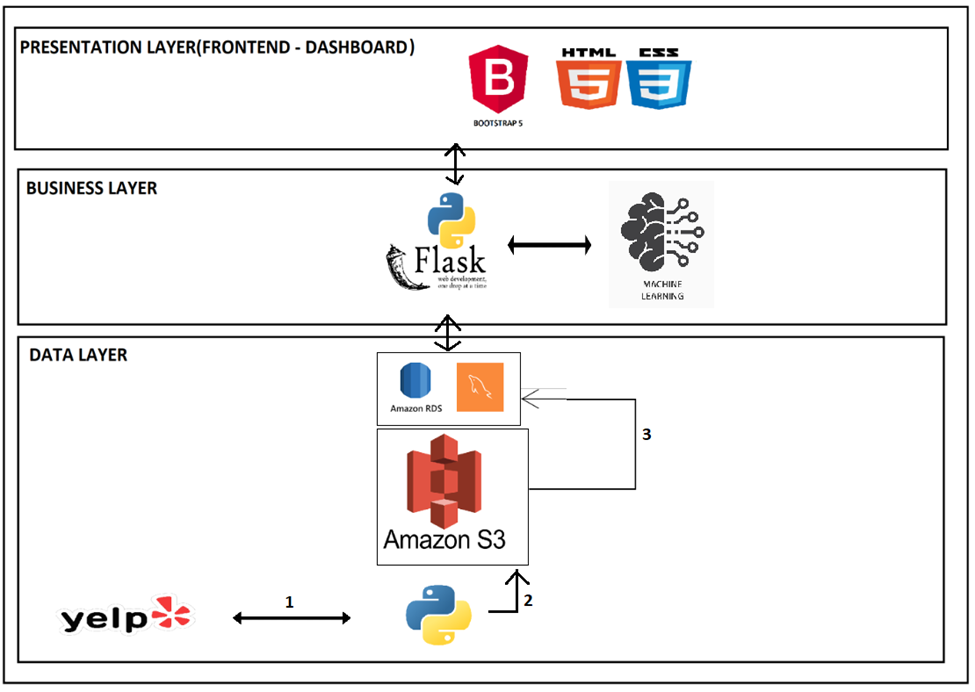 PRESENTATION LAYER(FRONTEND - DASHBOARD)
B
BOOTSTRAP 5
HTML
5
CSS
3
BUSINESS LAYER
Flask
web development,
one drop at a time
MACHINE
LEARNING
DATA LAYER
Amazon RDS
3
Amazon S3
yelp
1
2